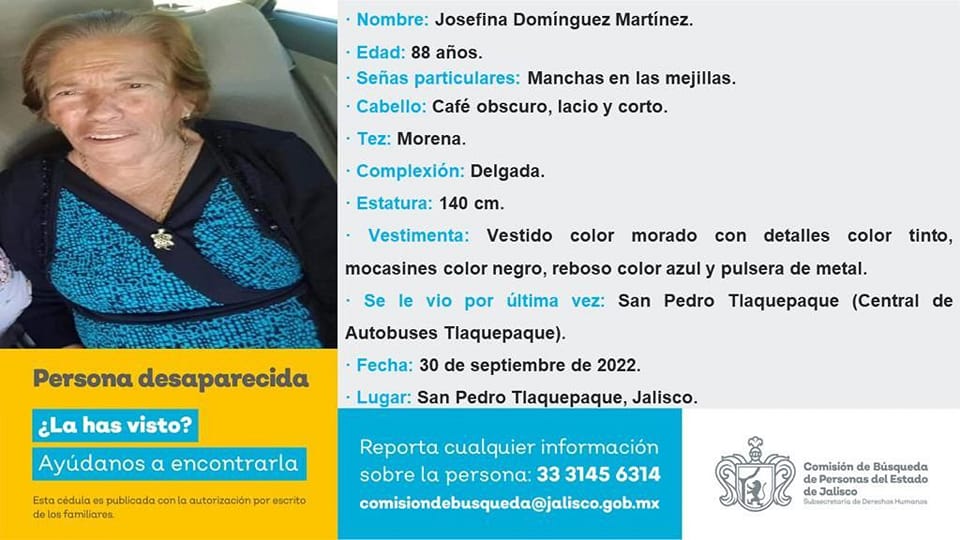 · Nombre: Josefina Domínguez Martínez.
· Edad: 88 años.
· Señas particulares: Manchas en las mejillas.
· Cabello: Café obscuro, lacio y corto.
· Tez: Morena.
· Complexión: Delgada.
· Estatura: 140 cm.
· Vestimenta: Vestido color morado con detalles color tinto,
mocasines color negro, reboso color azul y pulsera de metal.
· Se le vio por última vez: San Pedro Tlaquepaque (Central de
Autobuses Tlaquepaque).
· Fecha: 30 de septiembre de 2022.
· Lugar: San Pedro Tlaquepaque, Jalisco.
Persona desaparecida
¿La has visto?
Ayúdanos a encontrarla
Esta cédula es publicada con la autorización por escrito
de los familiares.
Reporta cualquier información
sobre la persona: 33 3145 6314
comisiondebusqueda@jalisco.gob.mx
Comisión de Búsqueda
de Personas del Estado
de Jalisco
Subsecretaría de Derechos Humanos